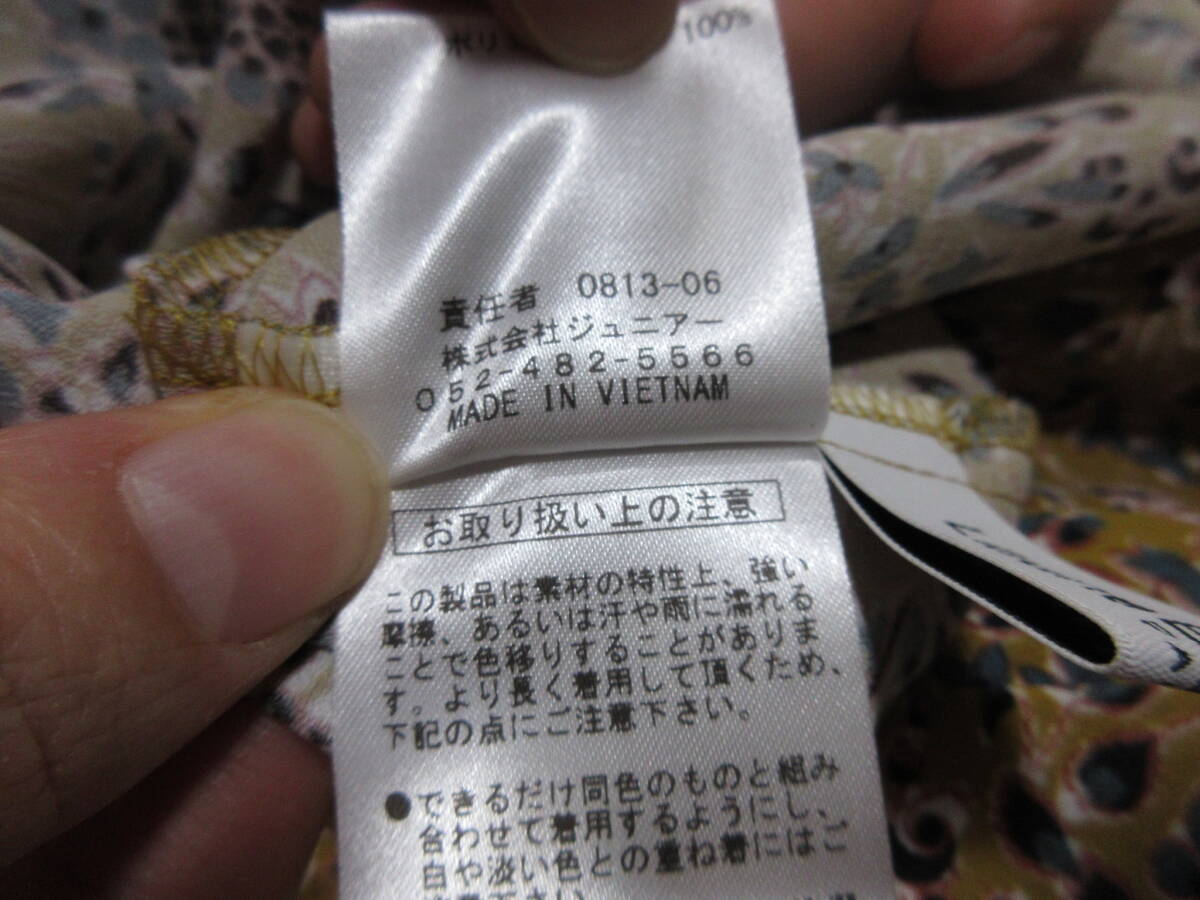 100%
責任者 0813-06
株式会社ジュニアー
052-482-5566
MADE IN VIETNAM
お取り扱い上の注意
この製品は素材の特性上、強い
摩擦、あるいは汗や雨に濡れる
ことで色移りすることがありま
す。より長く着用して頂くため、
下記の点にご注意下さい。
●できるだけ同色のものと組み
合わせて着用するようにし、
白や淡い色との重ね着にはご